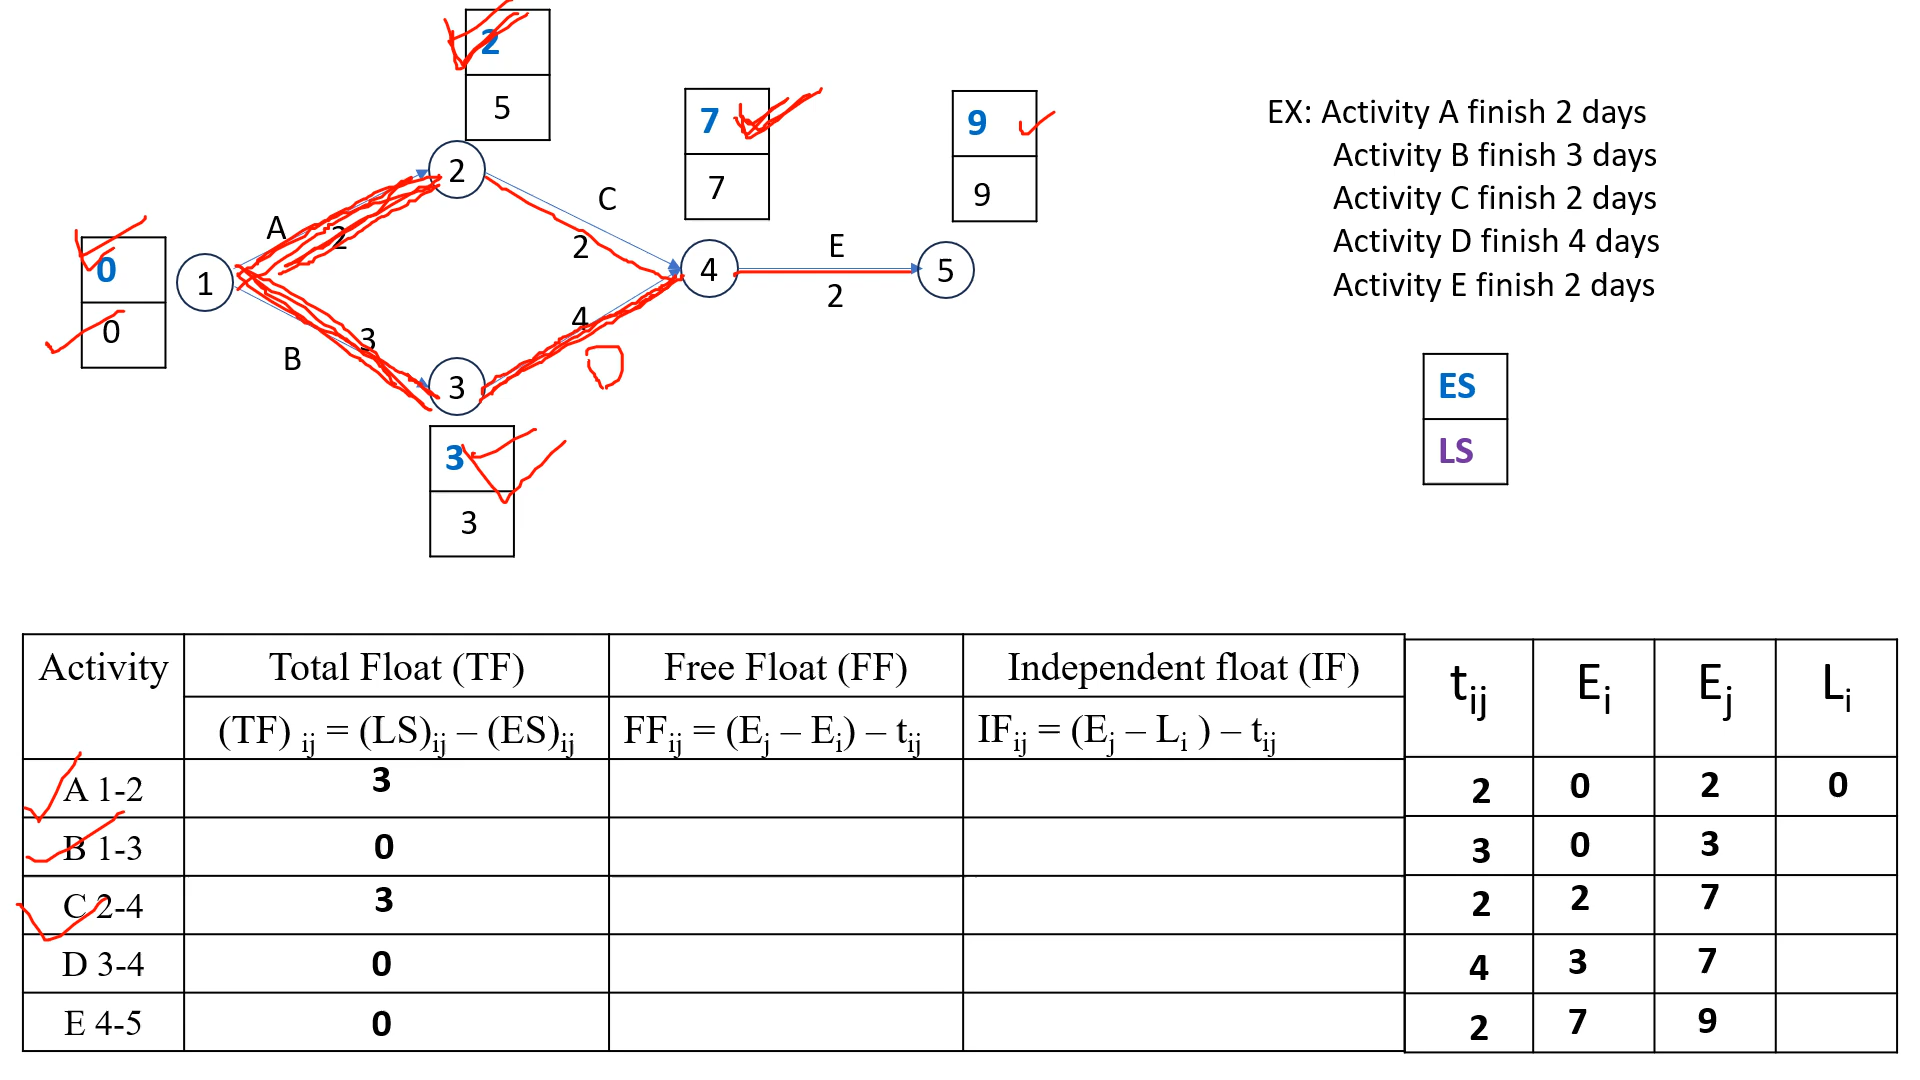 2
5
7
7
9
9
EX: Activity A finish 2 days
Activity B finish 3 days
Activity C finish 2 days
Activity D finish 4 days
Activity E finish 2 days
0
0
1
A
2
2
C
2
4
E
2
5
B
3
3
4
3
3
ES
LS
Activity Total Float (TF) Free Float (FF) Independent float (IF) tij Ei Ej Li
(TF) ij = (LS)ij – (ES)ij FFij = (Ej – Ei) – tij IFij = (Ej – Li ) – tij
A 1-2 3 2 0 2 0
B 1-3 0 3 0 3
C 2-4 3 2 2 7
D 3-4 0 4 3 7
E 4-5 0 2 7 9